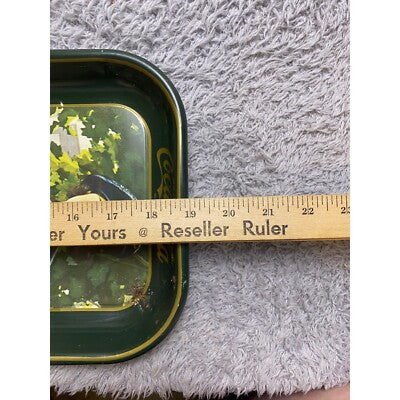 16 17 18 19 20 21 22 23
er Yours @ Reseller Ruler